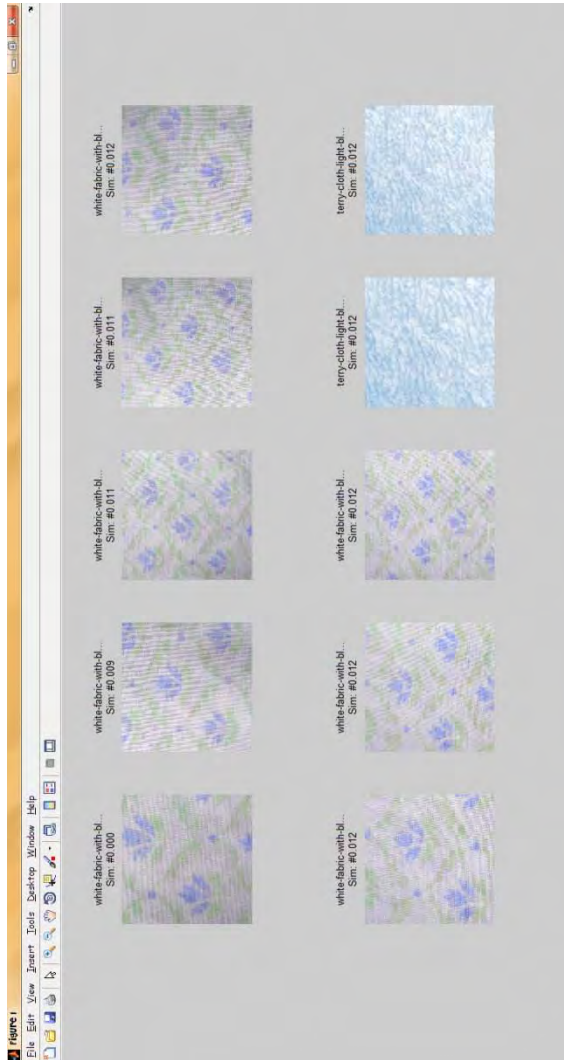 Figure 1
File Edit View Insert Tools Desktop Window Help
white-fabric-with-bl...
Sim: #0.000
white-fabric-with-bl...
Sim: #0.009
white-fabric-with-bl...
Sim: #0.011
white-fabric-with-bl...
Sim: #0.011
white-fabric-with-bl...
Sim: #0.012
white-fabric-with-bl...
Sim: #0.012
white-fabric-with-bl...
Sim: #0.012
white-fabric-with-bl...
Sim: #0.012
terry-cloth-light-bl...
Sim: #0.012
terry-cloth-light-bl...
Sim: #0.012